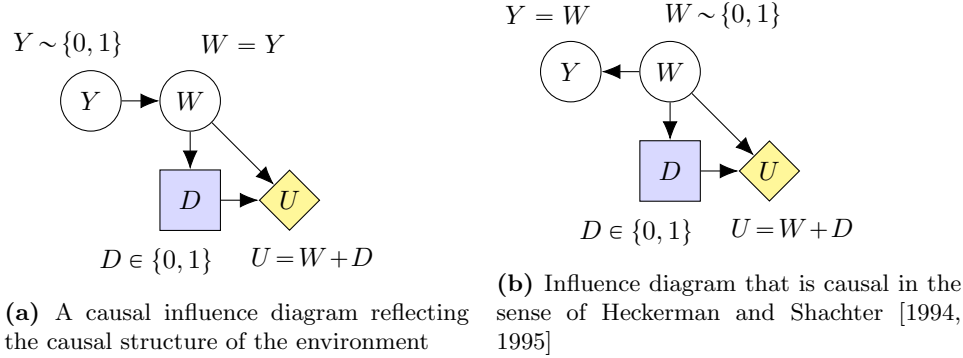 Y ∼ {0, 1}
W = Y
Y
W
D
U
D ∈ {0, 1}
U = W + D
(a) A causal influence diagram reflecting
the causal structure of the environment
Y = W
W ∼ {0, 1}
Y
W
D
U
D ∈ {0, 1}
U = W + D
(b) Influence diagram that is causal in the
sense of Heckerman and Shachter [1994,
1995]